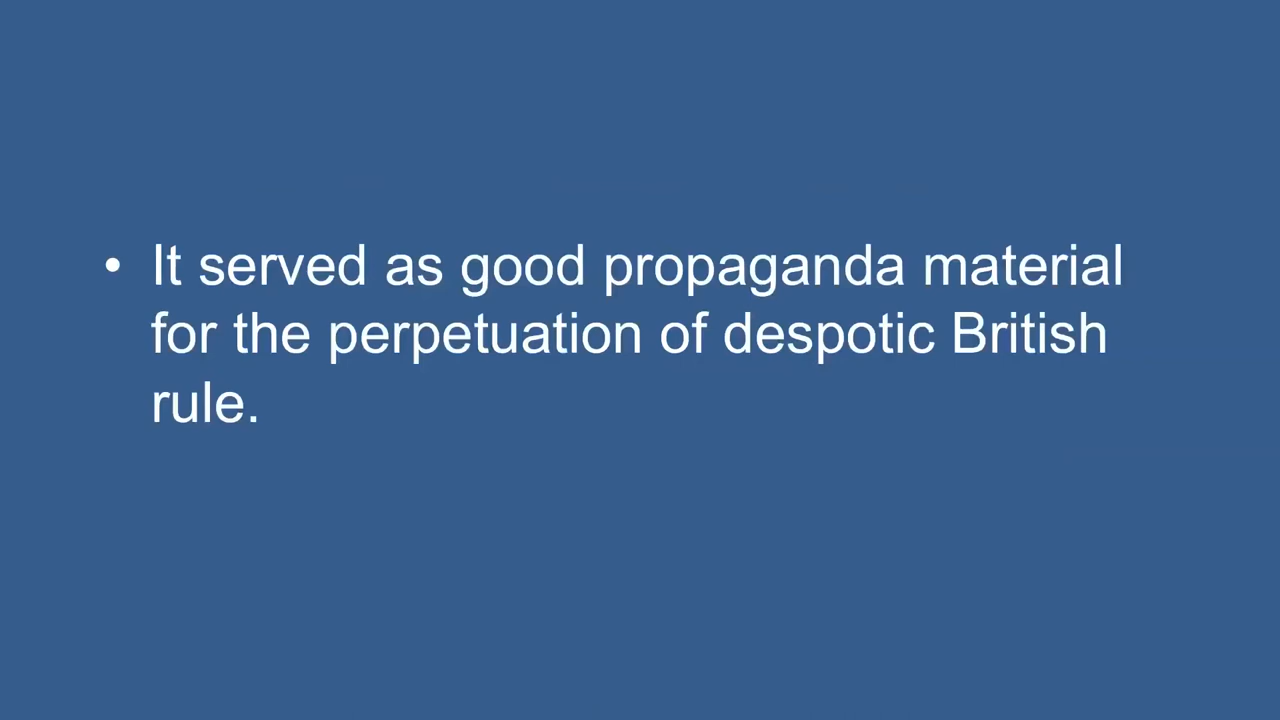 • It served as good propaganda material
for the perpetuation of despotic British
rule.